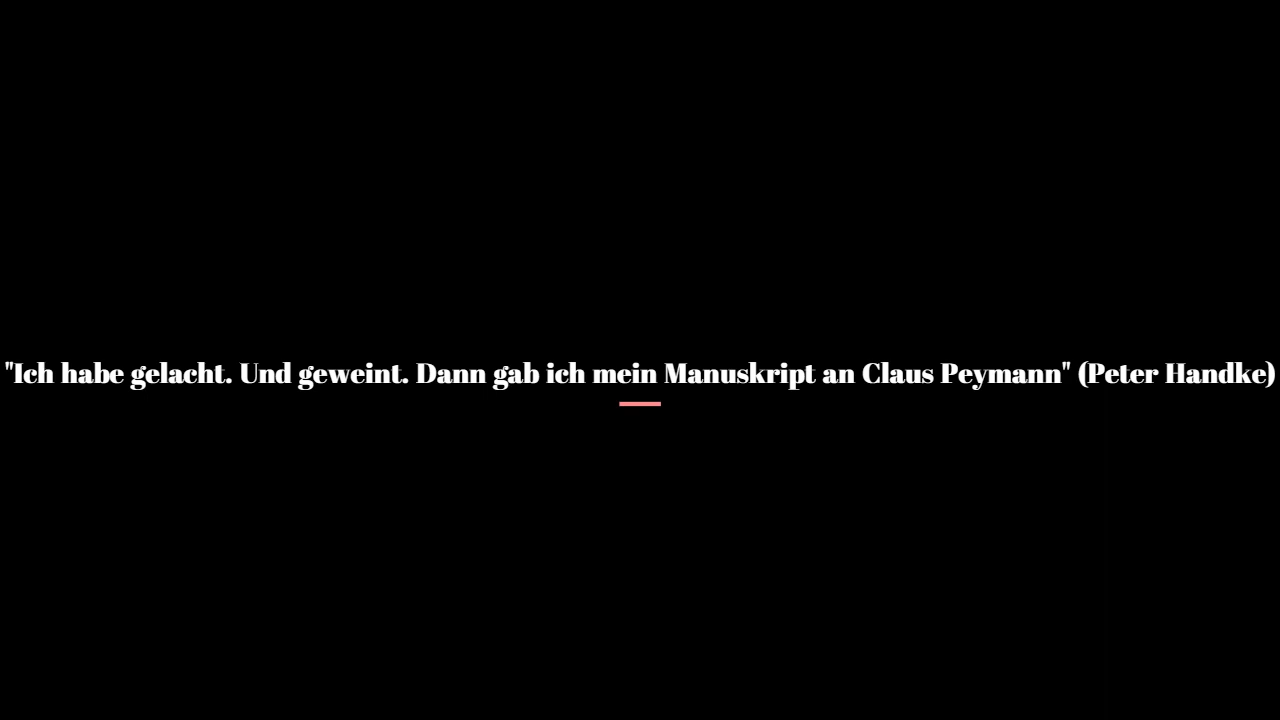 "Ich habe gelacht. Und geweint. Dann gab ich mein Manuskript an Claus Peymann" (Peter Handke)